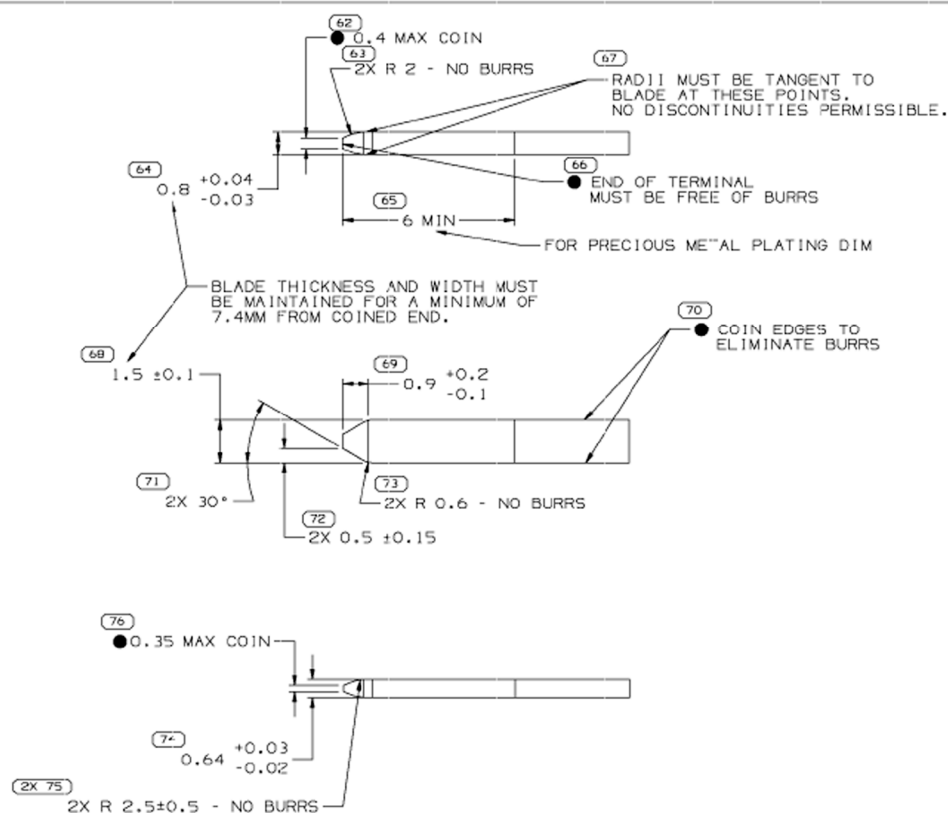 62
0.4 MAX COIN
63
2X R 2 - NO BURRS
67
RADII MUST BE TANGENT TO
BLADE AT THESE POINTS.
NO DISCONTINUITIES PERMISSIBLE.
64
0.8 +0.04
-0.03
66
END OF TERMINAL
MUST BE FREE OF BURRS
65
6 MIN
FOR PRECIOUS METAL PLATING DIM
BLADE THICKNESS AND WIDTH MUST
BE MAINTAINED FOR A MINIMUM OF
7.4MM FROM COINED END.
70
COIN EDGES TO
ELIMINATE BURRS
68
1.5 ±0.1
69
0.9 +0.2
-0.1
71
2X 30°
73
2X R 0.6 - NO BURRS
72
2X 0.5 ±0.15
76
0.35 MAX COIN
74
0.64 +0.03
-0.02
2X 75
2X R 2.5±0.5 - NO BURRS